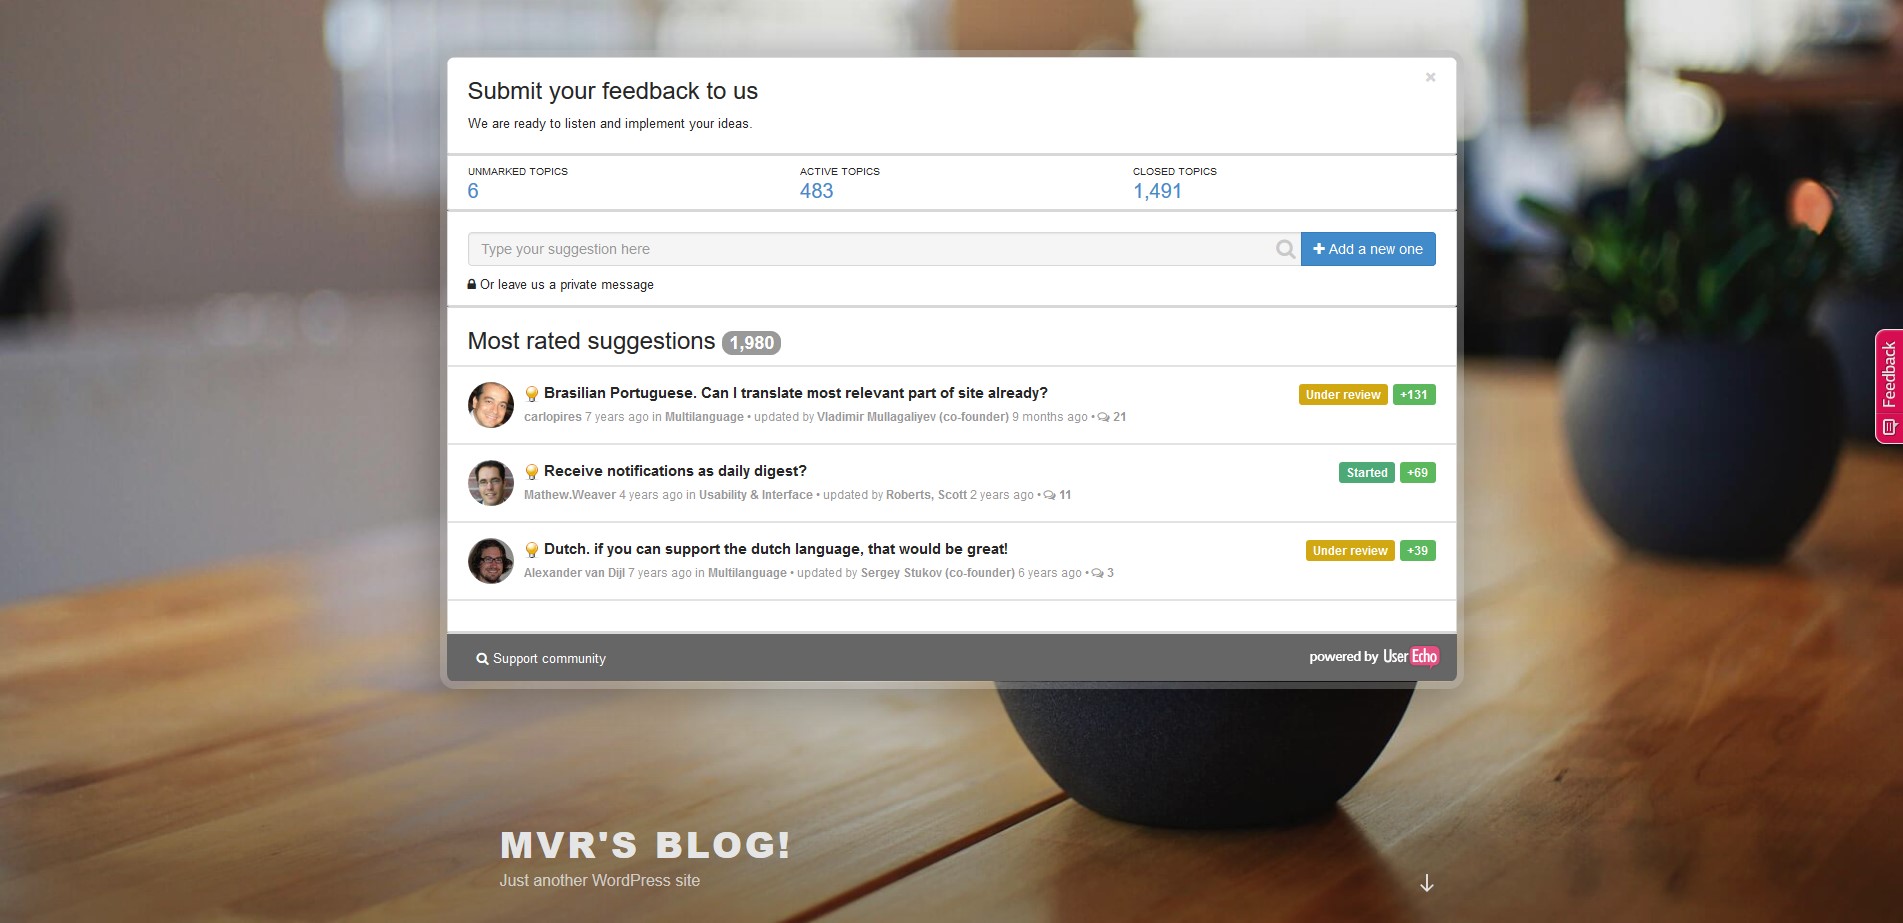 Submit your feedback to us
×
We are ready to listen and implement your ideas.
UNMARKED TOPICS
6
ACTIVE TOPICS
483
CLOSED TOPICS
1,491
Type your suggestion here
Add a new one
Or leave us a private message
Most rated suggestions 1,980
Brasilian Portuguese. Can I translate most relevant part of site already?
Under review +131
carlopires 7 years ago in Multilanguage • updated by Vladimir Mullagaliyev (co-founder) 9 months ago • 21
Receive notifications as daily digest?
Started +69
Mathew.Weaver 4 years ago in Usability & Interface • updated by Roberts, Scott 2 years ago • 11
Dutch. if you can support the dutch language, that would be great!
Under review +39
Alexander van Dijl 7 years ago in Multilanguage • updated by Sergey Stukov (co-founder) 6 years ago • 3
Support community
powered by UserEcho
Feedback
MVR'S BLOG!
Just another WordPress site